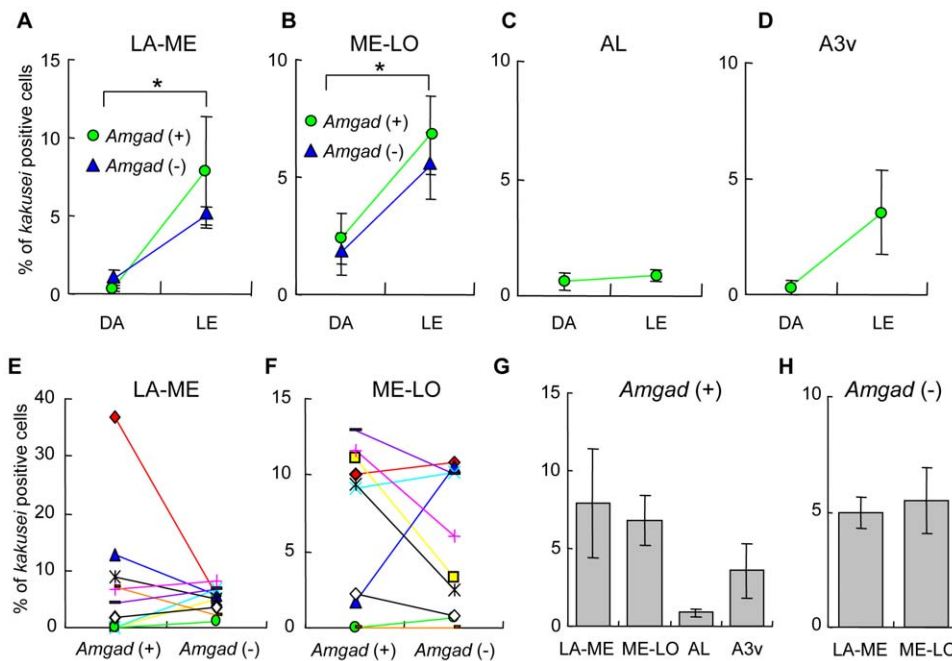 A B C D
LA-ME ME-LO AL A3v
% of kakusei positive cells
15 10 10 10
10
5 5 5 5
0 0 0 0
* *
Amgad (+) Amgad (+)
Amgad (-) Amgad (-)
DA LE DA LE DA LE DA LE
E F G H
LA-ME ME-LO Amgad (+) Amgad (-)
% of kakusei positive cells
40 15 15 10
30
20 10 10
5 5 5
10
0 0 0 0
Amgad (+) Amgad (-) Amgad (+) Amgad (-) LA-ME ME-LO AL A3v LA-ME ME-LO